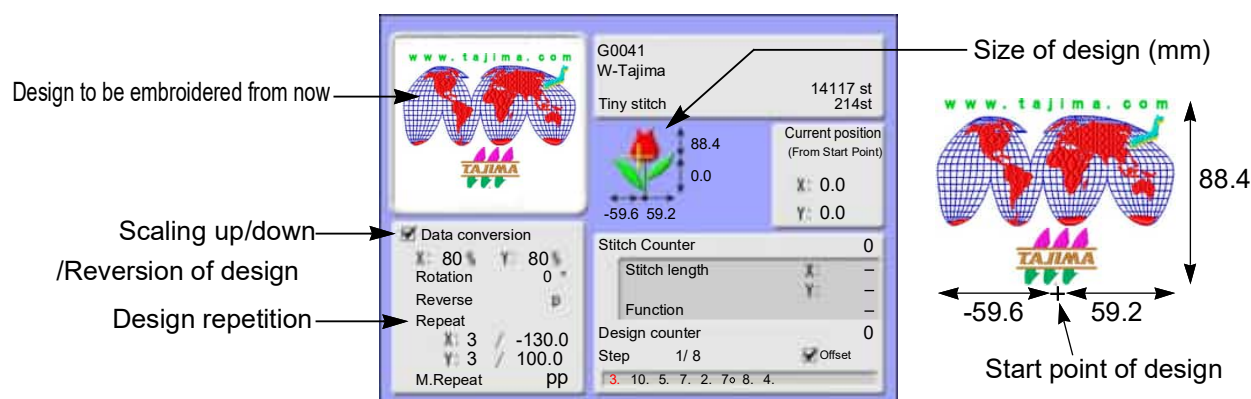 Design to be embroidered from now
Scaling up/down
/Reversion of design
Design repetition
www.tajima.com
TAJIMA
G0041
W-Tajima
14117 st
Tiny stitch 214st
88.4
0.0
-59.6 59.2
Current position
(From Start Point)
X: 0.0
Y: 0.0
Data conversion
X: 80 % Y: 80 %
Rotation 0 °
Reverse p
Repeat
X: 3 / -130.0
Y: 3 / 100.0
M.Repeat pp
Stitch Counter 0
Stitch length X: –
Y: –
Function –
Design counter 0
Step 1/ 8 Offset
3. 10. 5. 7. 2. 7o 8. 4.
Size of design (mm)
www.tajima.com
TAJIMA
88.4
-59.6 59.2
Start point of design